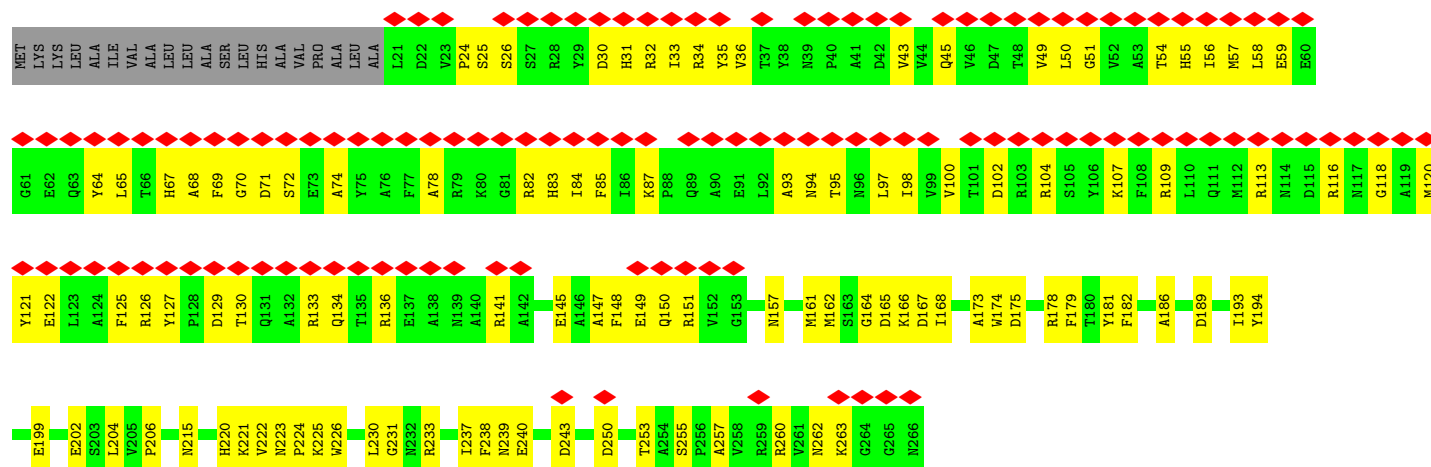 MET LYS LYS LEU ALA ILE VAL ALA LEU LEU ALA SER LEU HIS ALA VAL PRO ALA LEU ALA L21 D22 V23 P24 S25 S26 S27 R28 Y29 D30 H31 R32 I33 R34 Y35 V36 T37 Y38 N39 P40 A41 D42 V43 V44 Q45 V46 D47 T48 V49 L50 G51 V52 A53 T54 H55 I56 M57 L58 E59 E60
G61 E62 Q63 Y64 L65 T66 H67 A68 F69 G70 D71 S72 E73 A74 Y75 A76 F77 A78 R79 K80 G81 R82 H83 I84 F85 I86 K87 P88 Q89 A90 E91 L92 A93 N94 T95 N96 L97 I98 V99 V100 T101 D102 R103 R104 S105 Y106 K107 F108 R109 L110 Q111 M112 R113 N114 D115 R116 N117 G118 A119 M120
Y121 E122 L123 A124 F125 R126 Y127 P128 D129 T130 Q131 A132 R133 Q134 T135 R136 E137 A138 N139 A140 R141 A142 E145 A146 A147 F148 E149 Q150 R151 V152 G153 N157 M161 M162 S163 G164 D165 K166 D167 I168 A173 W174 D175 R178 F179 T180 Y181 F182 A186 D189 I193 Y194
E199 E202 S203 L204 V205 P206 N215 H220 K221 V222 N223 P224 K225 W226 L230 G231 N232 R233 I237 F238 N239 E240 D243 D250 T253 A254 S255 P256 A257 V258 R259 R260 V261 N262 K263 G264 G265 N266